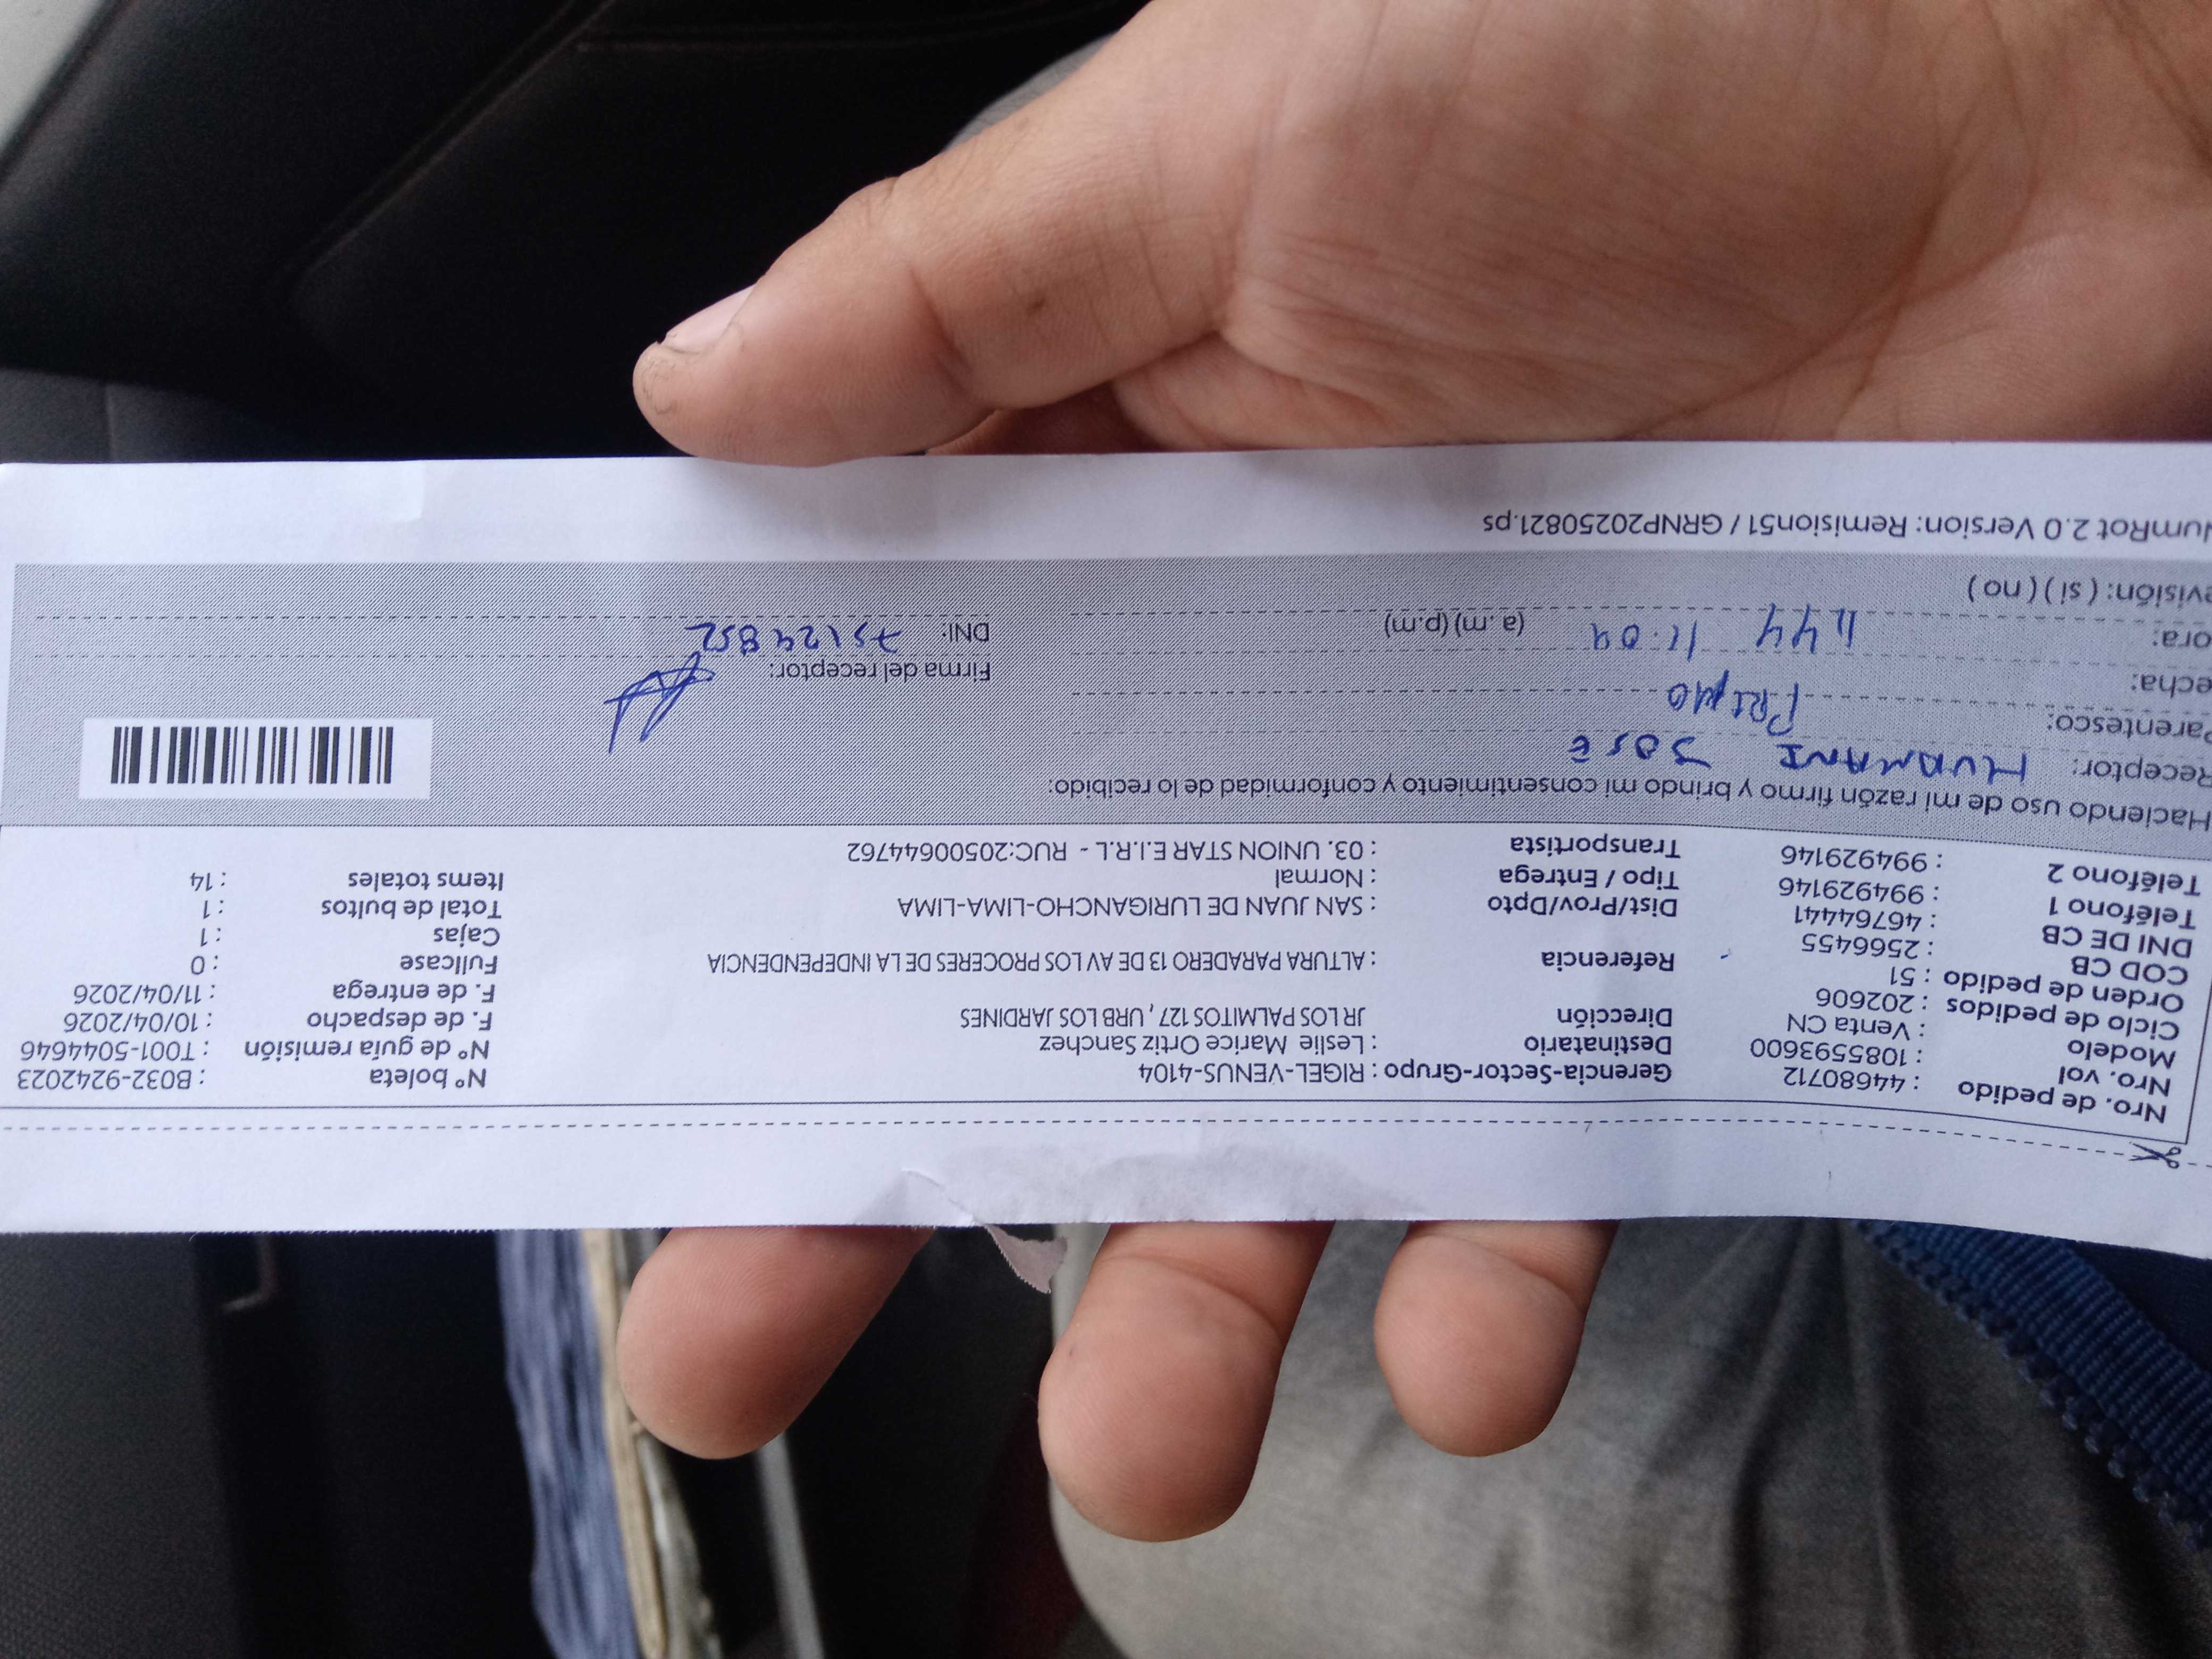 Nro. de pedido : 44680712
Nro. vol : 1085593600
Modelo : Venta CN
Ciclo de pedidos : 202606
Orden de pedido : 51
COD CB : 2566455
DNI DE CB : 46764441
Teléfono 1 : 994929146
Teléfono 2 : 994929146
Gerencia-Sector-Grupo : RIGEL-VENUS-4104
Destinatario : Leslie Marice Ortiz Sanchez
Dirección JR LOS PALMITOS 127 , URB LOS JARDINES
Referencia : ALTURA PARADERO 13 DE AV LOS PROCERES DE LA INDEPENDENCIA
Dist/Prov/Dpto : SAN JUAN DE LURIGANCHO-LIMA-LIMA
Tipo / Entrega : Normal
Transportista : 03. UNION STAR E.I.R.L - RUC:20500644762
N° boleta : B032-9242023
N° de guía remisión : T001-5044646
F. de despacho : 10/04/2026
F. de entrega : 11/04/2026
Fullcase : 0
Cajas : 1
Total de bultos : 1
Items totales : 14
Haciendo uso de mi razón firmo y brindo mi consentimiento y conformidad de lo recibido:
Receptor: HUAMANI JOSÉ
Parentesco: PRIMO
echa:
ora: 11.44 11.04 (a.m) (p.m)
evisión: ( si ) ( no )
Firma del receptor:
DNI: 75124852
umRot 2.0 Version: Remision51 / GRNP20250821.ps